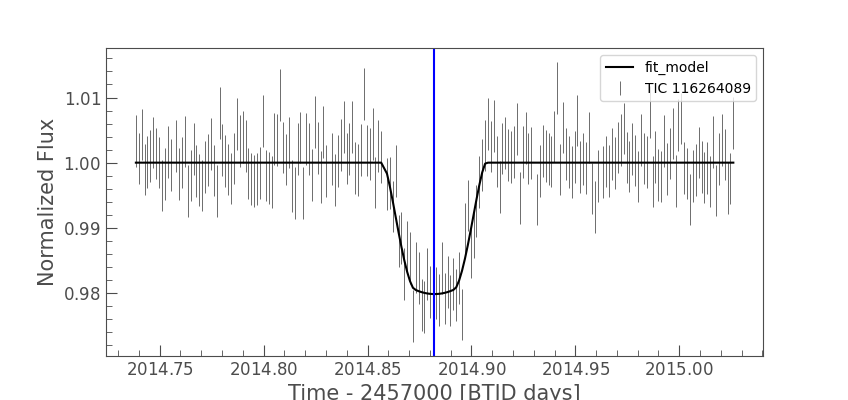 fit_model
TIC 116264089
Normalized Flux
1.01
1.00
0.99
0.98
2014.75 2014.80 2014.85 2014.90 2014.95 2015.00
Time - 2457000 [BTJD days]